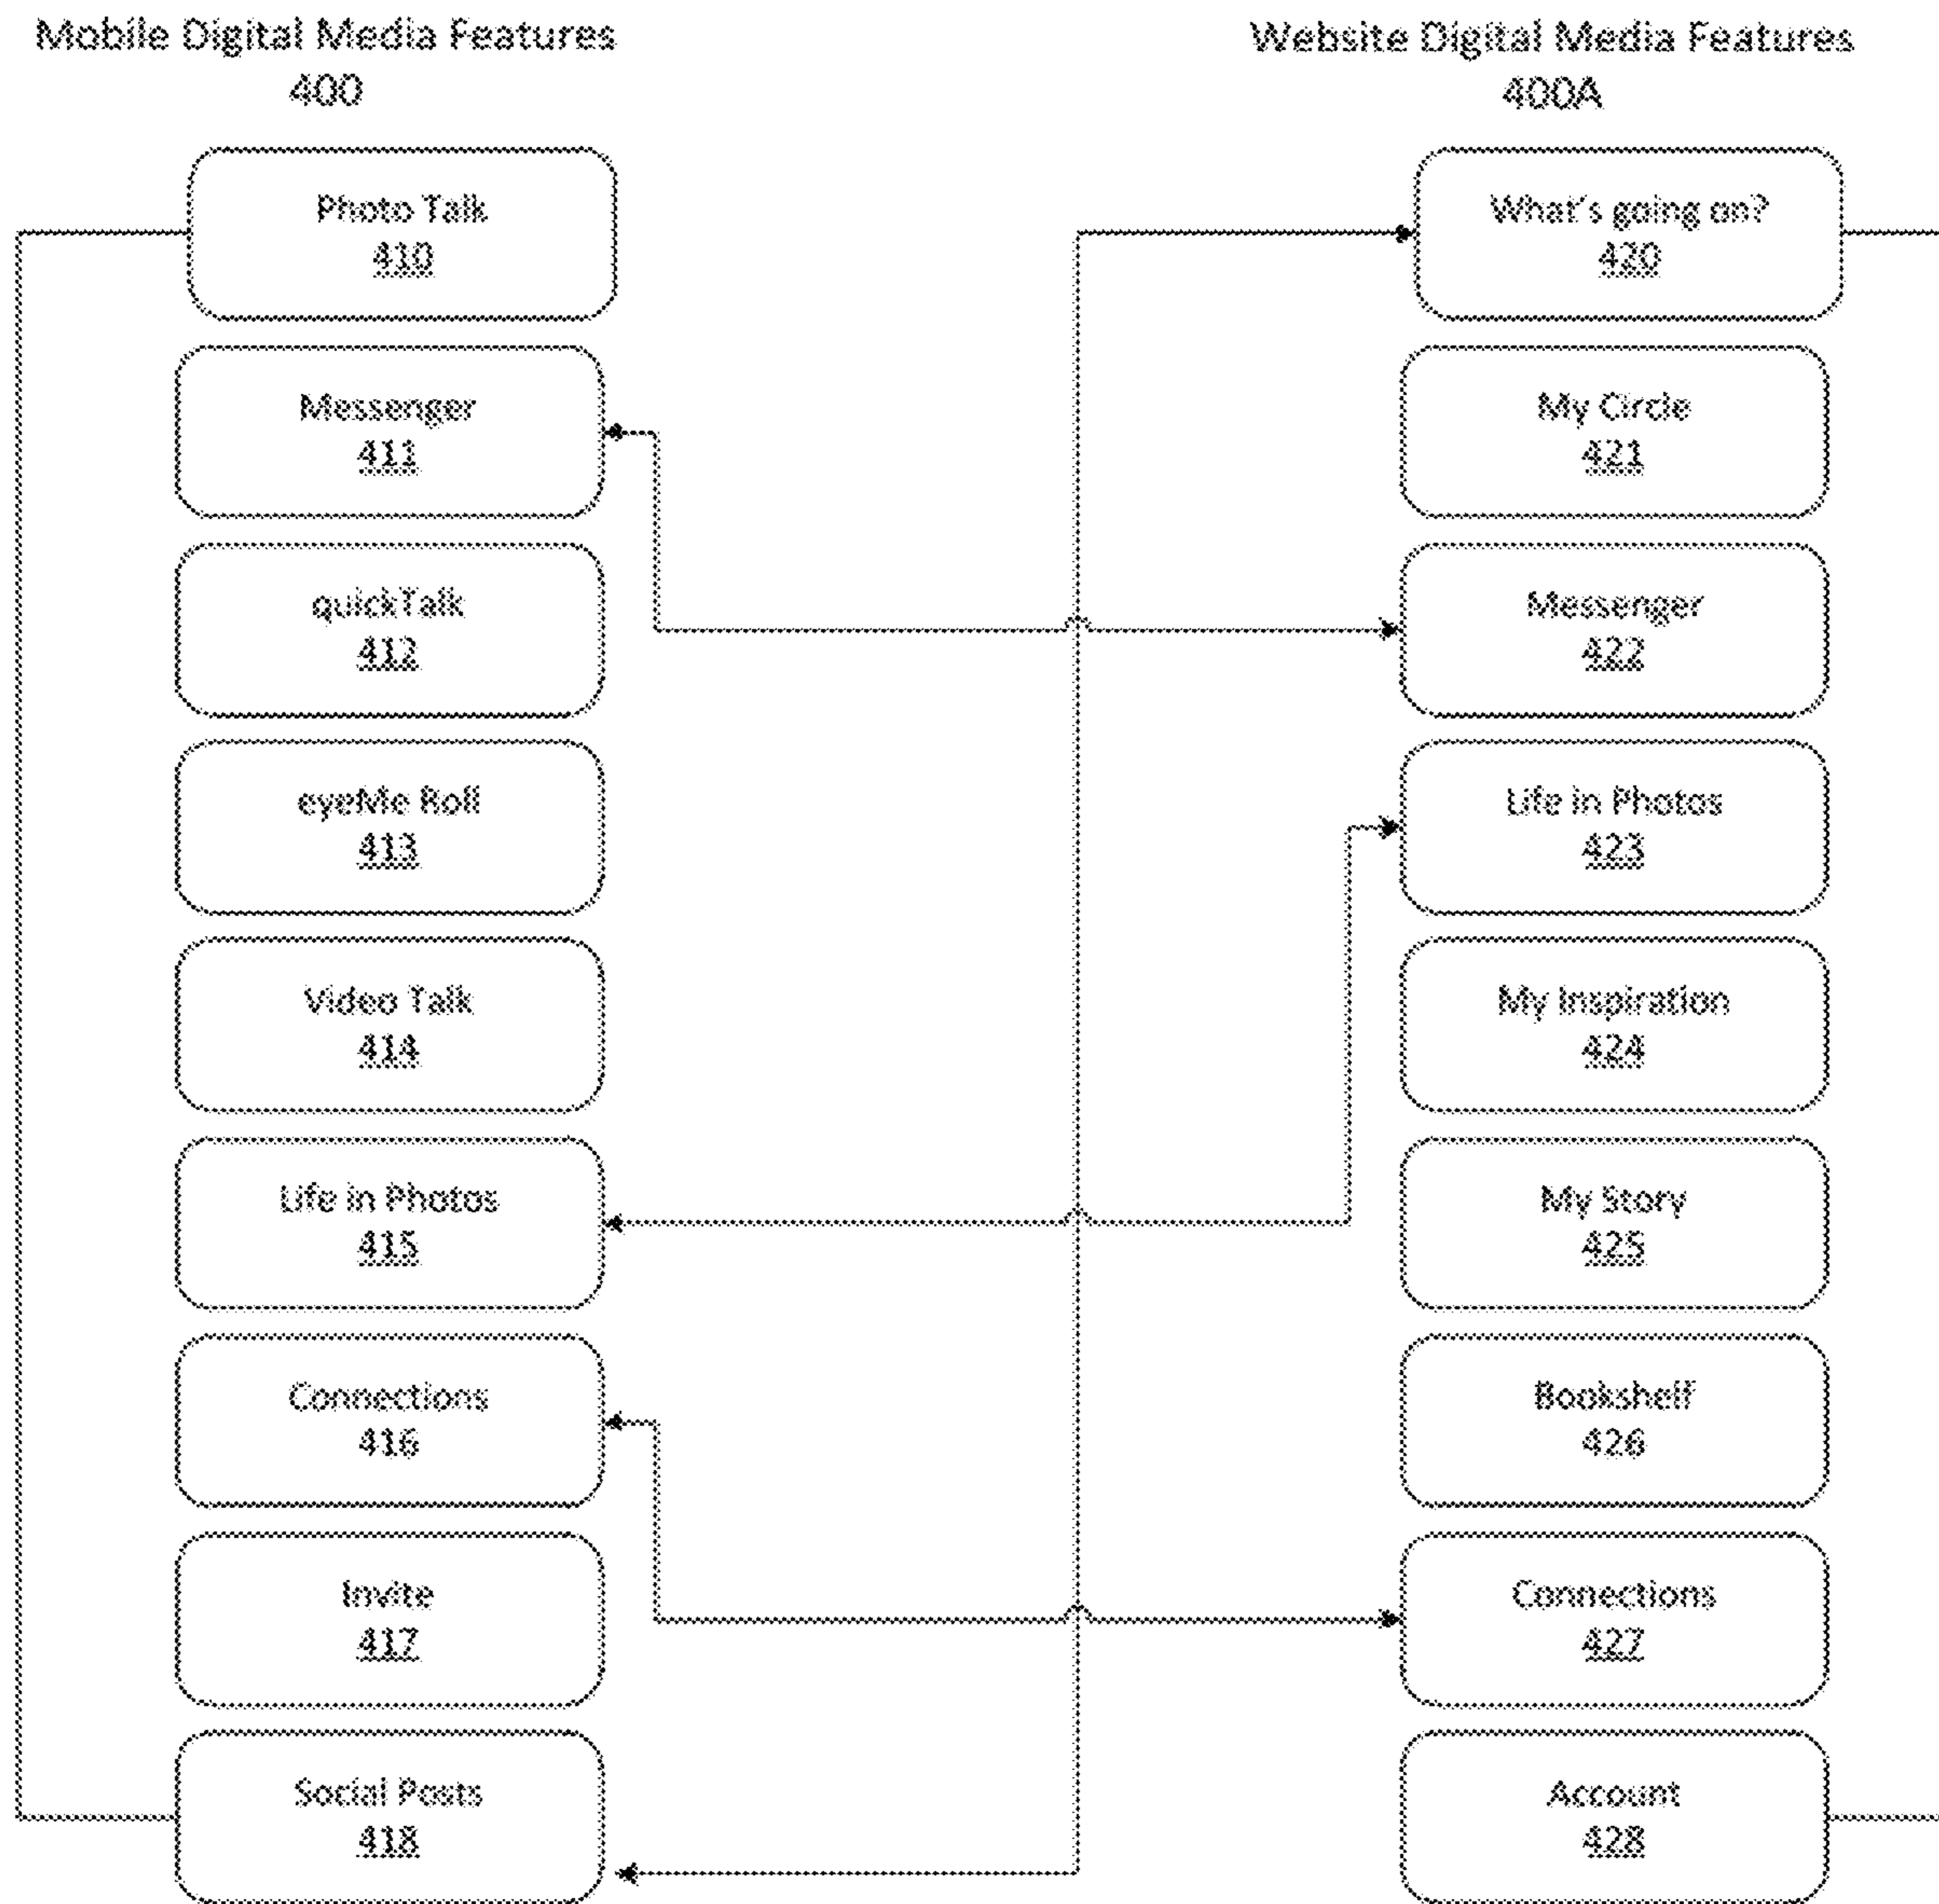 Mobile Digital Media Features
400
Photo Talk
410
Messenger
411
quickTalk
412
eyeMe Roll
413
Video Talk
414
Life in Photos
415
Connections
416
Invite
417
Social Posts
418
Website Digital Media Features
400A
What's going on?
420
My Circle
421
Messenger
422
Life in Photos
423
My Inspiration
424
My Story
425
Bookshelf
426
Connections
427
Account
428